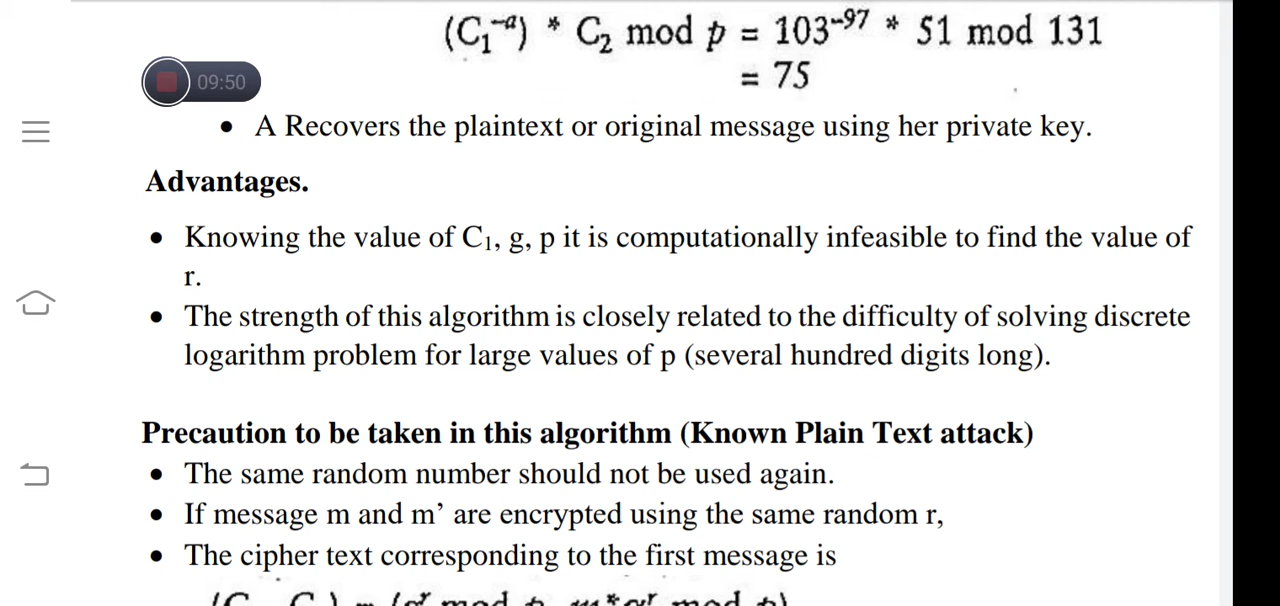 (C₁⁻ᵃ) * C₂ mod p = 103⁻⁹⁷ * 51 mod 131
= 75
09:50
• A Recovers the plaintext or original message using her private key.
Advantages.
• Knowing the value of C₁, g, p it is computationally infeasible to find the value of
r.
• The strength of this algorithm is closely related to the difficulty of solving discrete
logarithm problem for large values of p (several hundred digits long).
Precaution to be taken in this algorithm (Known Plain Text attack)
• The same random number should not be used again.
• If message m and m’ are encrypted using the same random r,
• The cipher text corresponding to the first message is